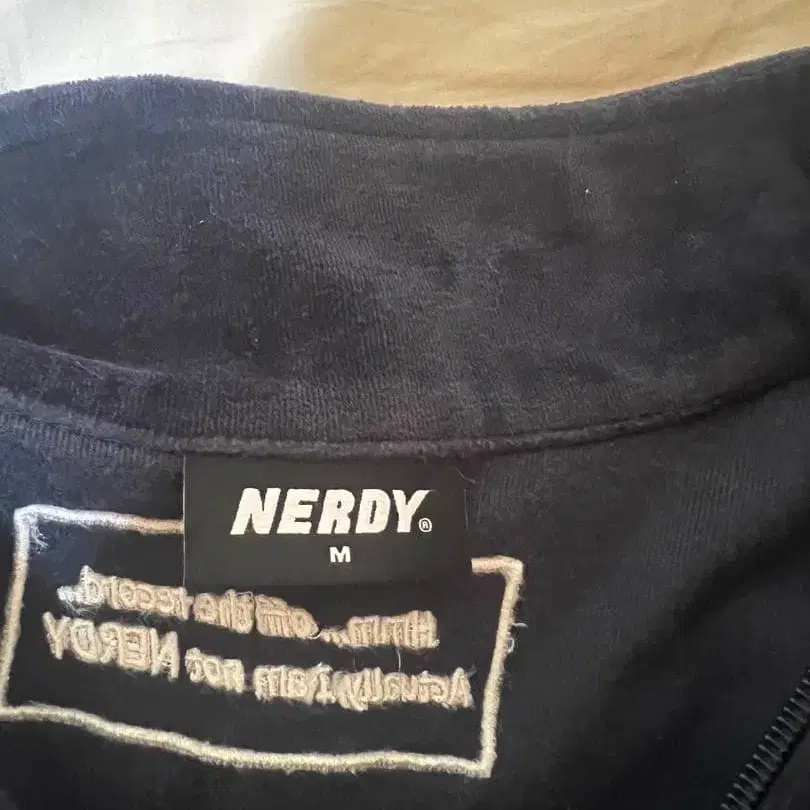 NERDY®
M
Hmm... off the record..
Actually, I am not NERDY